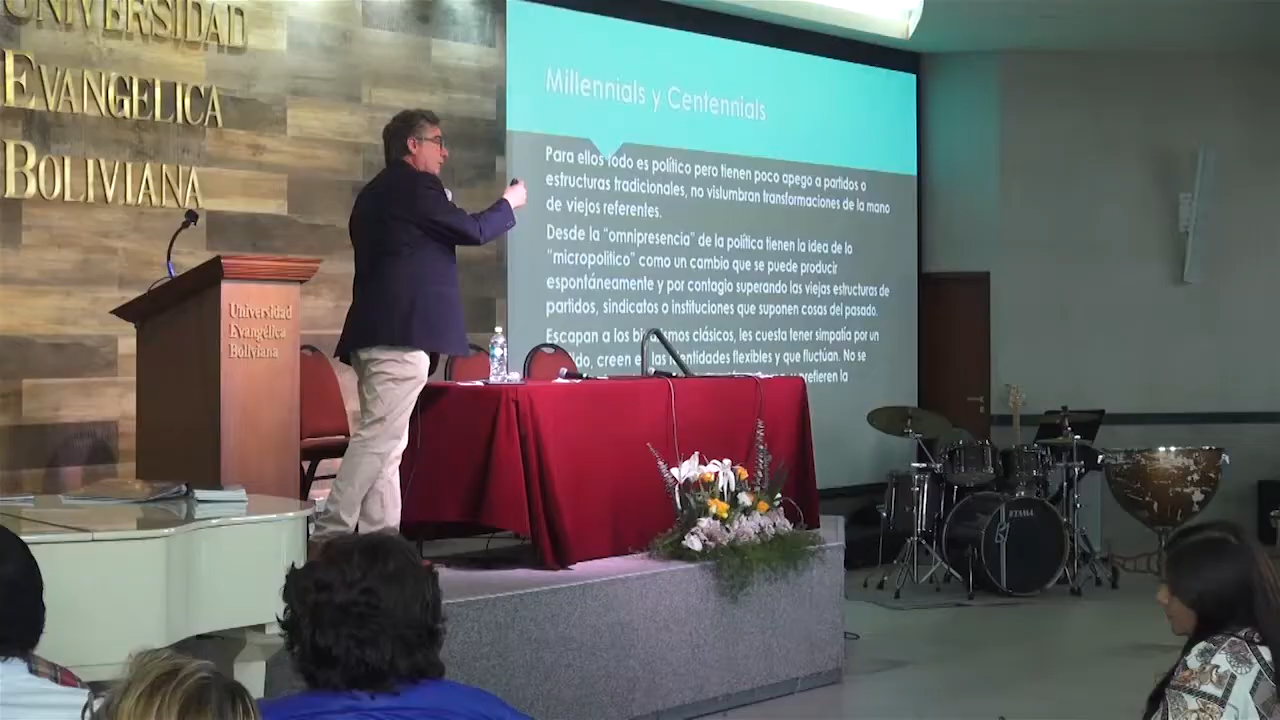 UNIVERSIDAD
EVANGELICA
BOLIVIANA
Universidad
Evangélica
Boliviana
Millennials y Centennials
Para ellos todo es político pero tienen poco apego a partidos o
estructuras tradicionales, no vislumbran transformaciones de la mano
de viejos referentes.
Desde la “omnipresencia” de la política tienen la idea de lo
“micropolítico” como un cambio que se puede producir
espontáneamente y por contagio superando las viejas estructuras de
partidos, sindicatos o instituciones que suponen cosas del pasado.
Escapan a los clásicos, les cuesta tener simpatía por un
creen en las identidades flexibles y que fluctúan. No se
prefieren la
TAMA